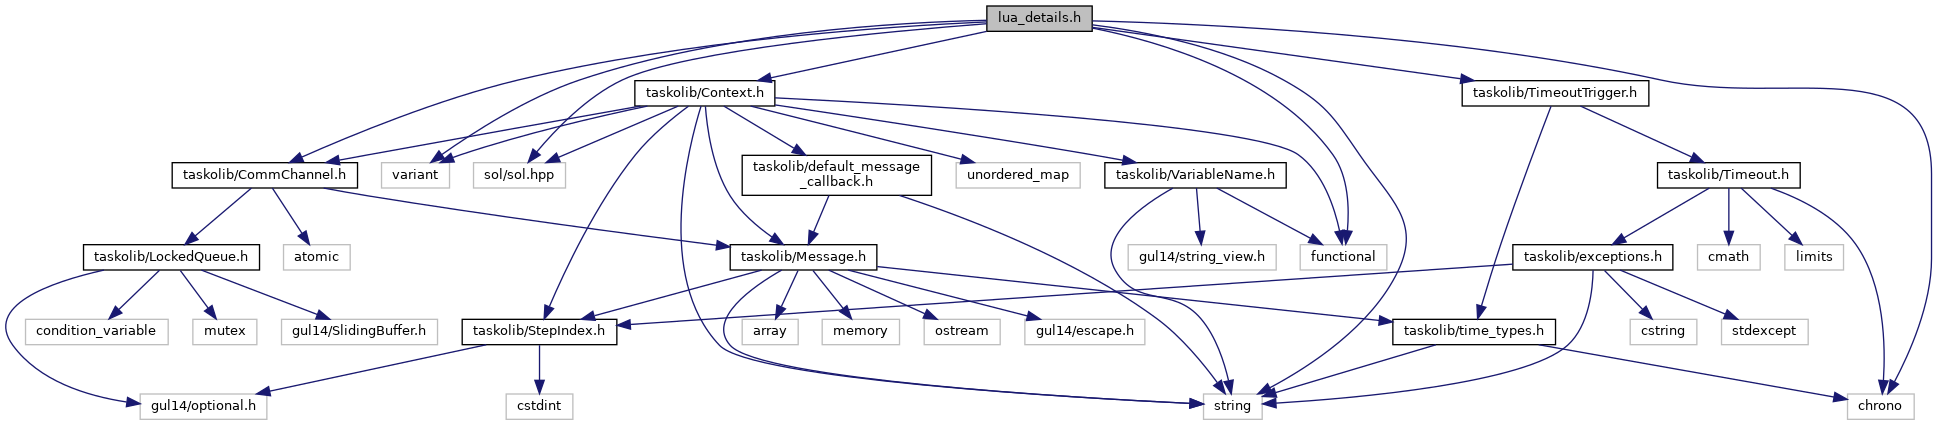 lua_details.h
taskolib/Context.h
taskolib/TimeoutTrigger.h
taskolib/CommChannel.h
variant
sol/sol.hpp
taskolib/default_message
_callback.h
unordered_map
taskolib/VariableName.h
taskolib/Timeout.h
taskolib/LockedQueue.h
atomic
taskolib/Message.h
gul14/string_view.h
functional
taskolib/exceptions.h
cmath
limits
condition_variable
mutex
gul14/SlidingBuffer.h
taskolib/StepIndex.h
array
memory
ostream
gul14/escape.h
taskolib/time_types.h
cstring
stdexcept
gul14/optional.h
cstdint
string
chrono